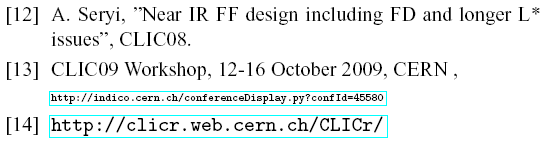 [12] A. Seryi, ”Near IR FF design including FD and longer L*
issues”, CLIC08.
[13] CLIC09 Workshop, 12-16 October 2009, CERN ,
http://indico.cern.ch/conferenceDisplay.py?confId=45580
[14] http://clicr.web.cern.ch/CLICr/